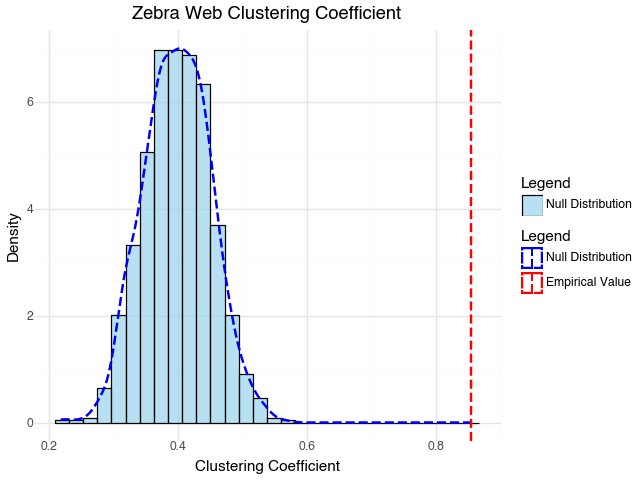 Zebra Web Clustering Coefficient
Density
6
4
2
0
0.2
0.4
0.6
0.8
Clustering Coefficient
Legend
Null Distribution
Legend
Null Distribution
Empirical Value